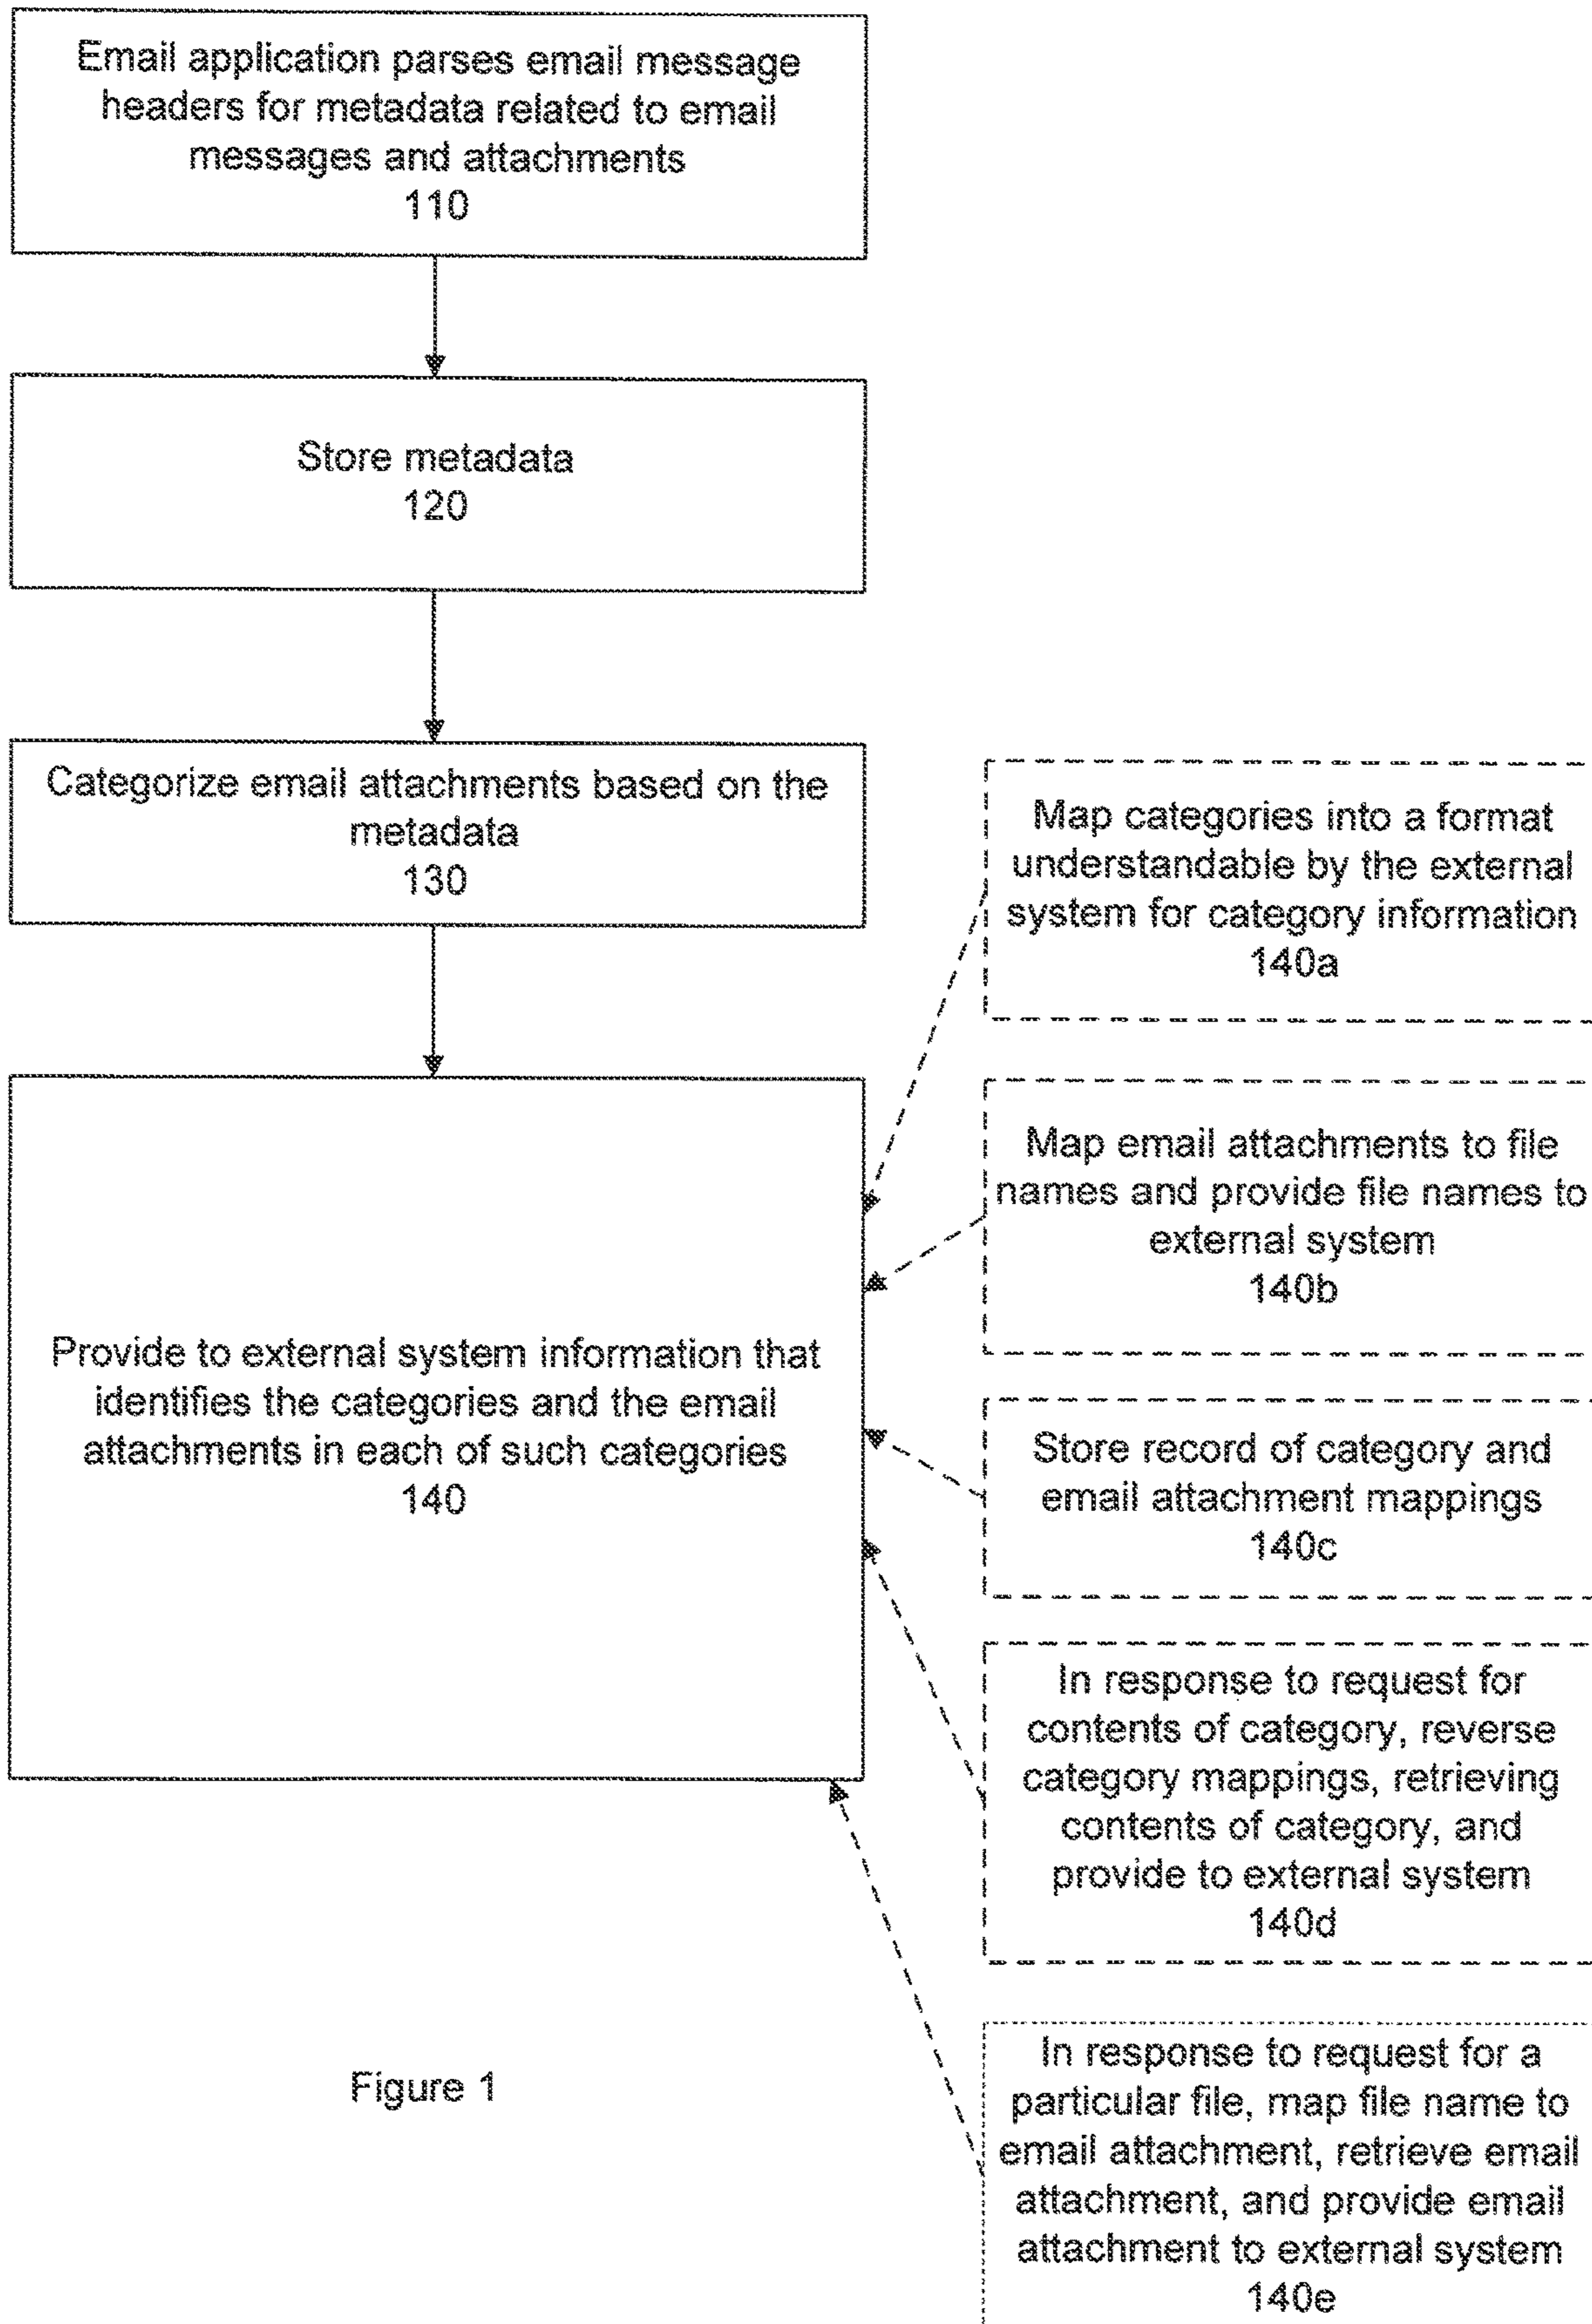 Email application parses email message
headers for metadata related to email
messages and attachments
110
Store metadata
120
Categorize email attachments based on the
metadata
130
Provide to external system information that
identifies the categories and the email
attachments in each of such categories
140
Map categories into a format
understandable by the external
system for category information
140a
Map email attachments to file
names and provide file names to
external system
140b
Store record of category and
email attachment mappings
140c
In response to request for
contents of category, reverse
category mappings, retrieving
contents of category, and
provide to external system
140d
In response to request for a
particular file, map file name to
email attachment, retrieve email
attachment, and provide email
attachment to external system
140e
Figure 1